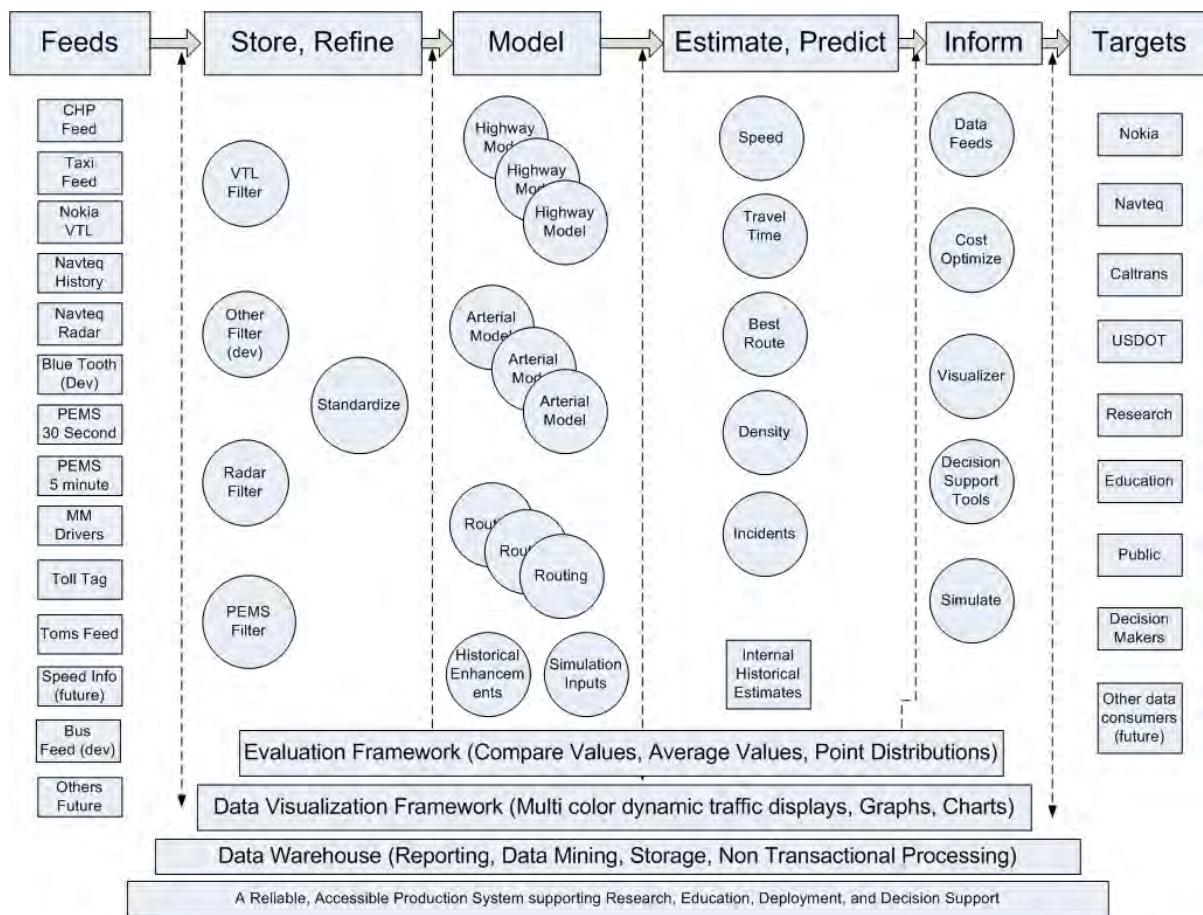 Feeds
Store, Refine
Model
Estimate, Predict
Inform
Targets
CHP
Feed
Taxi
Feed
Nokia
VTL
Navteq
History
Navteq
Radar
Blue Tooth
(Dev)
PEMS
30 Second
PEMS
5 minute
MM
Drivers
Toll Tag
Toms Feed
Speed Info
(future)
Bus
Feed (dev)
Others
Future
VTL
Filter
Other
Filter
(dev)
Standardize
Radar
Filter
PEMS
Filter
Highway
Mode
Highway
Mod
Highway
Model
Arterial
Model
Arterial
Mod
Arterial
Model
Rout
Rout
Routing
Historical
Enhancem
ents
Simulation
Inputs
Speed
Travel
Time
Best
Route
Density
Incidents
Internal
Historical
Estimates
Data
Feeds
Cost
Optimize
Visualizer
Decision
Support
Tools
Simulate
Nokia
Navteq
Caltrans
USDOT
Research
Education
Public
Decision
Makers
Other data
consumers
(future)
Evaluation Framework (Compare Values, Average Values, Point Distributions)
Data Visualization Framework (Multi color dynamic traffic displays, Graphs, Charts)
Data Warehouse (Reporting, Data Mining, Storage, Non Transactional Processing)
A Reliable, Accessible Production System supporting Research, Education, Deployment, and Decision Support